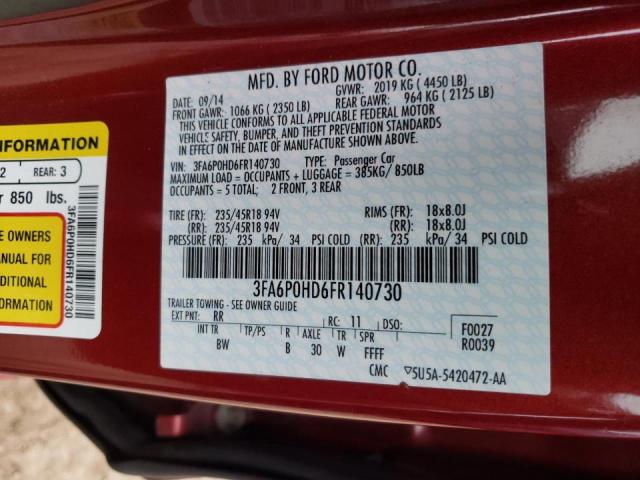 MFD. BY FORD MOTOR CO.
DATE: 09/14 GVWR: 2019 KG ( 4450 LB)
FRONT GAWR: 1066 KG ( 2350 LB) REAR GAWR: 964 KG ( 2125 LB)
THIS VEHICLE CONFORMS TO ALL APPLICABLE FEDERAL MOTOR
VEHICLE SAFETY, BUMPER, AND THEFT PREVENTION STANDARDS IN
EFFECT ON THE DATE OF MANUFACTURE SHOWN ABOVE.
VIN: 3FA6P0HD6FR140730 TYPE: Passenger Car
MAXIMUM LOAD = OCCUPANTS + LUGGAGE = 385KG/ 850LB
OCCUPANTS = 5 TOTAL; 2 FRONT, 3 REAR
TIRE (FR): 235/45R18 94V RIMS (FR): 18x8.0J
(RR): 235/45R18 94V (RR): 18x8.0J
PRESSURE (FR): 235 kPa/ 34 PSI COLD (RR): 235 kPa/ 34 PSI COLD
3FA6P0HD6FR140730
TRAILER TOWING - SEE OWNER GUIDE
EXT PNT: RR RC: 11 DSO: F0027
INT TR TP/PS R AXLE TR SPR R0039
BW B 30 W FFFF
CMC 5U5A-5420472-AA
INFORMATION
2 REAR: 3
r 850 lbs.
E OWNERS
MANUAL FOR
DITIONAL
ORMATION
3FA6P0HD6FR140730